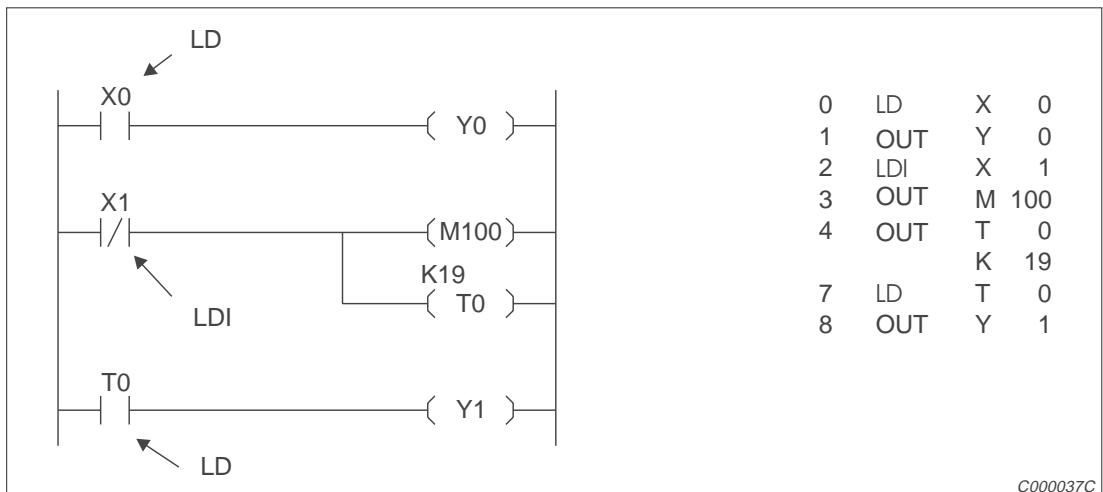 LD
X0
Y0
X1
M100
K19
T0
LDI
T0
Y1
LD
0 LD X 0
1 OUT Y 0
2 LDI X 1
3 OUT M 100
4 OUT T 0
K 19
7 LD T 0
8 OUT Y 1
C000037C